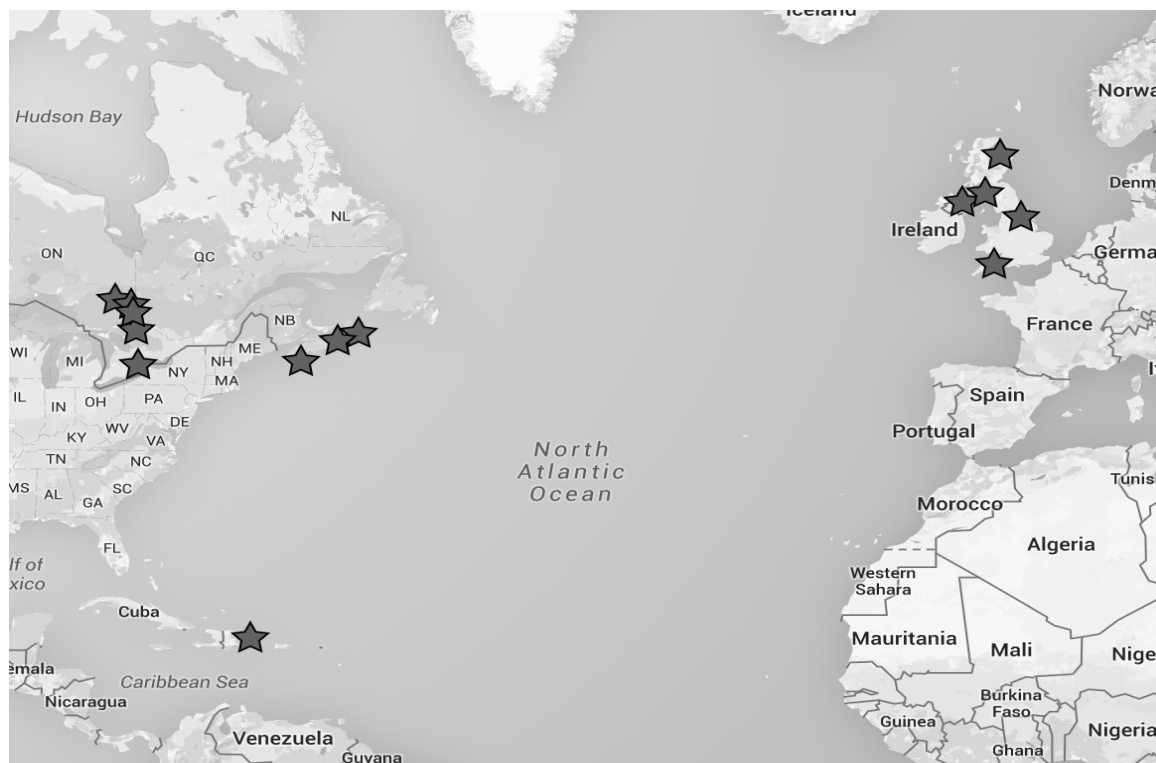 Iceland
Norwa
Hudson Bay
Denm
NL
Ireland
ON
QC
Germa
NB
France
WI
MI
ME
NY
NH
It
MA
IL
IN
OH
PA
Spain
WV
DE
KY
VA
Portugal
TN
NC
North
Atlantic
Ocean
Tunis
MS
AL
SC
GA
Morocco
FL
Algeria
lf of
xico
Western
Sahara
Cuba
Mauritania
Mali
Nige
emala
Caribbean Sea
Nicaragua
Burkina
Faso
Guinea
Nigeria
Venezuela
Ghana
Guyana